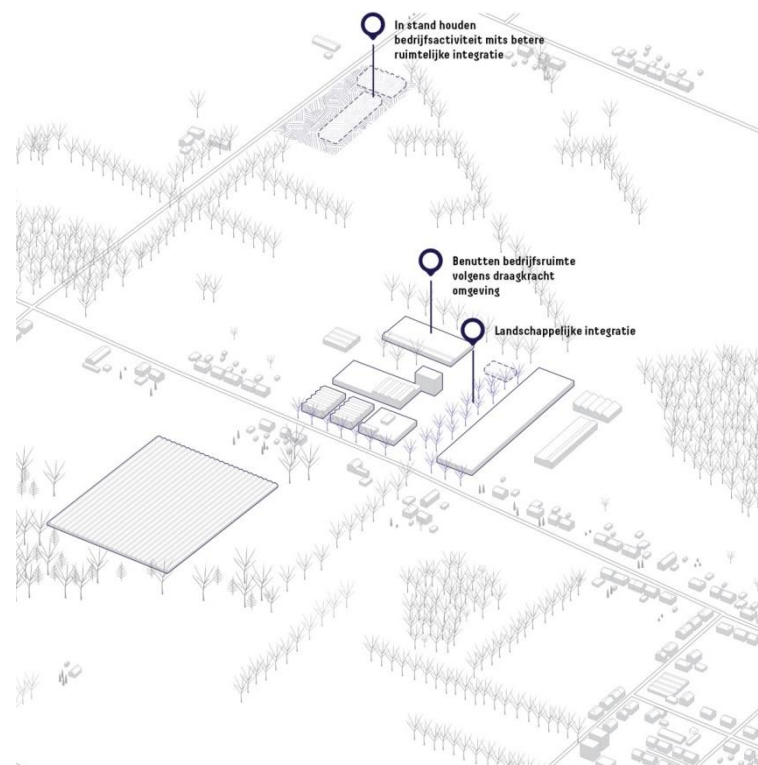 In stand houden
bedrijfsactiviteit mits betere
ruimtelijke integratie
Benutten bedrijfsruimte
volgens draagkracht
omgeving
Landschappelijke integratie